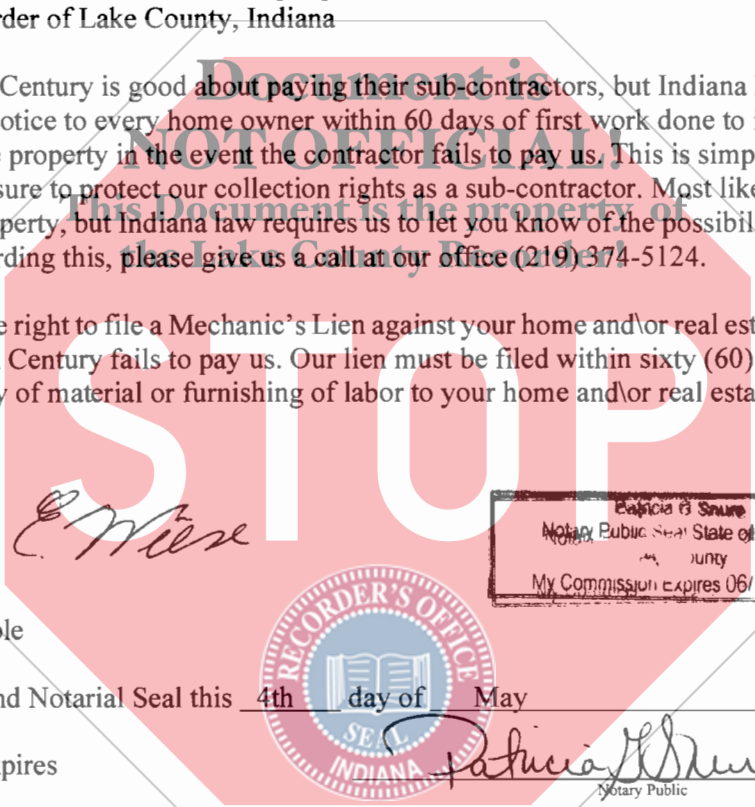 rder of Lake County, Indiana
Document is
Century is good about paying their sub-contractors, but Indiana
otice to every home owner within 60 days of first work done to
NOT OFFICIAL!
e property in the event the contractor fails to pay us. This is simp
sure to protect our collection rights as a sub-contractor. Most like
This Document is the property of
perty, but Indiana law requires us to let you know of the possibil
the Lake County Recorder!
rding this, please give us a call at our office (219) 374-5124.
e right to file a Mechanic's Lien against your home and\or real est
Century fails to pay us. Our lien must be filed within sixty (60)
y of material or furnishing of labor to your home and\or real esta
STOP
E. Wiese
Patricia G Snure
Notary Public Seal State of
unty
My Commission Expires 06/
ole
nd Notarial Seal this 4th day of May
RECORDER'S OFFICE
SEAL
INDIANA
pires
Patricia G Snure
Notary Public